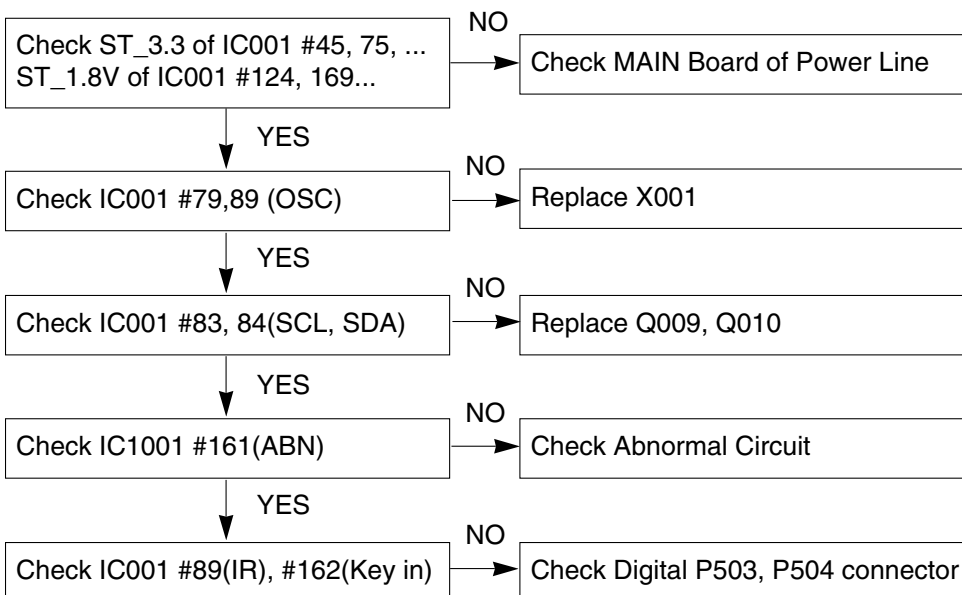 Check ST_3.3 of IC001 #45, 75, ...
ST_1.8V of IC001 #124, 169...
NO
Check MAIN Board of Power Line
YES
Check IC001 #79,89 (OSC)
NO
Replace X001
YES
Check IC001 #83, 84(SCL, SDA)
NO
Replace Q009, Q010
YES
Check IC1001 #161(ABN)
NO
Check Abnormal Circuit
YES
Check IC001 #89(IR), #162(Key in)
NO
Check Digital P503, P504 connector